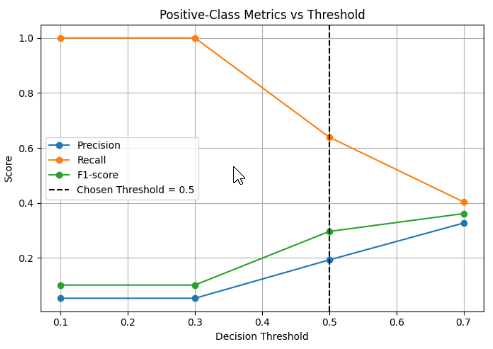 Positive-Class Metrics vs Threshold
Score
1.0
0.8
0.6
0.4
0.2
Precision
Recall
F1-score
Chosen Threshold = 0.5
0.1 0.2 0.3 0.4 0.5 0.6 0.7
Decision Threshold